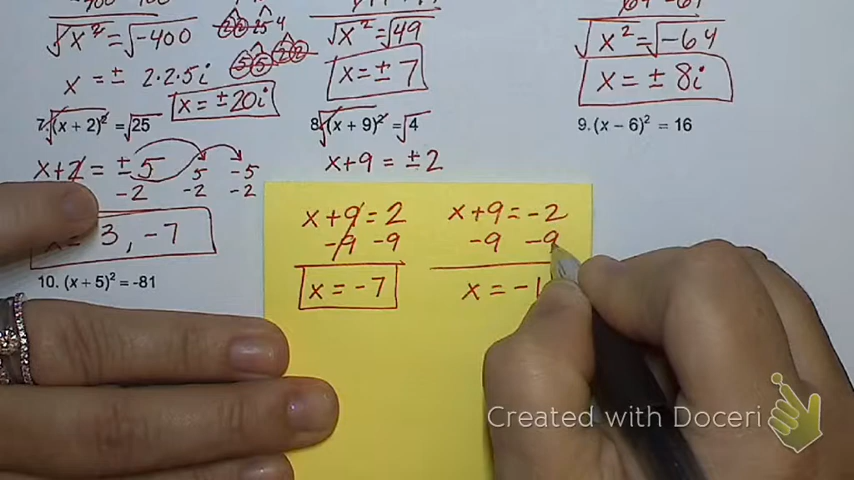 √x² = √-400
x = ± 2·2·5i
x = ±20i
√x² = √49
x = ± 7
√x² = √-64
x = ± 8i
7. √(x + 2)² = √25
x+2 = ±5 5 -5
-2 -2 -2
3, -7
8. √(x + 9)² = √4
x+9 = ±2
9. (x − 6)² = 16
x+9 = 2
-9 -9
x = -7
x+9 = -2
-9 -9
x = -1
10. (x + 5)² = -81
Created with Doceri